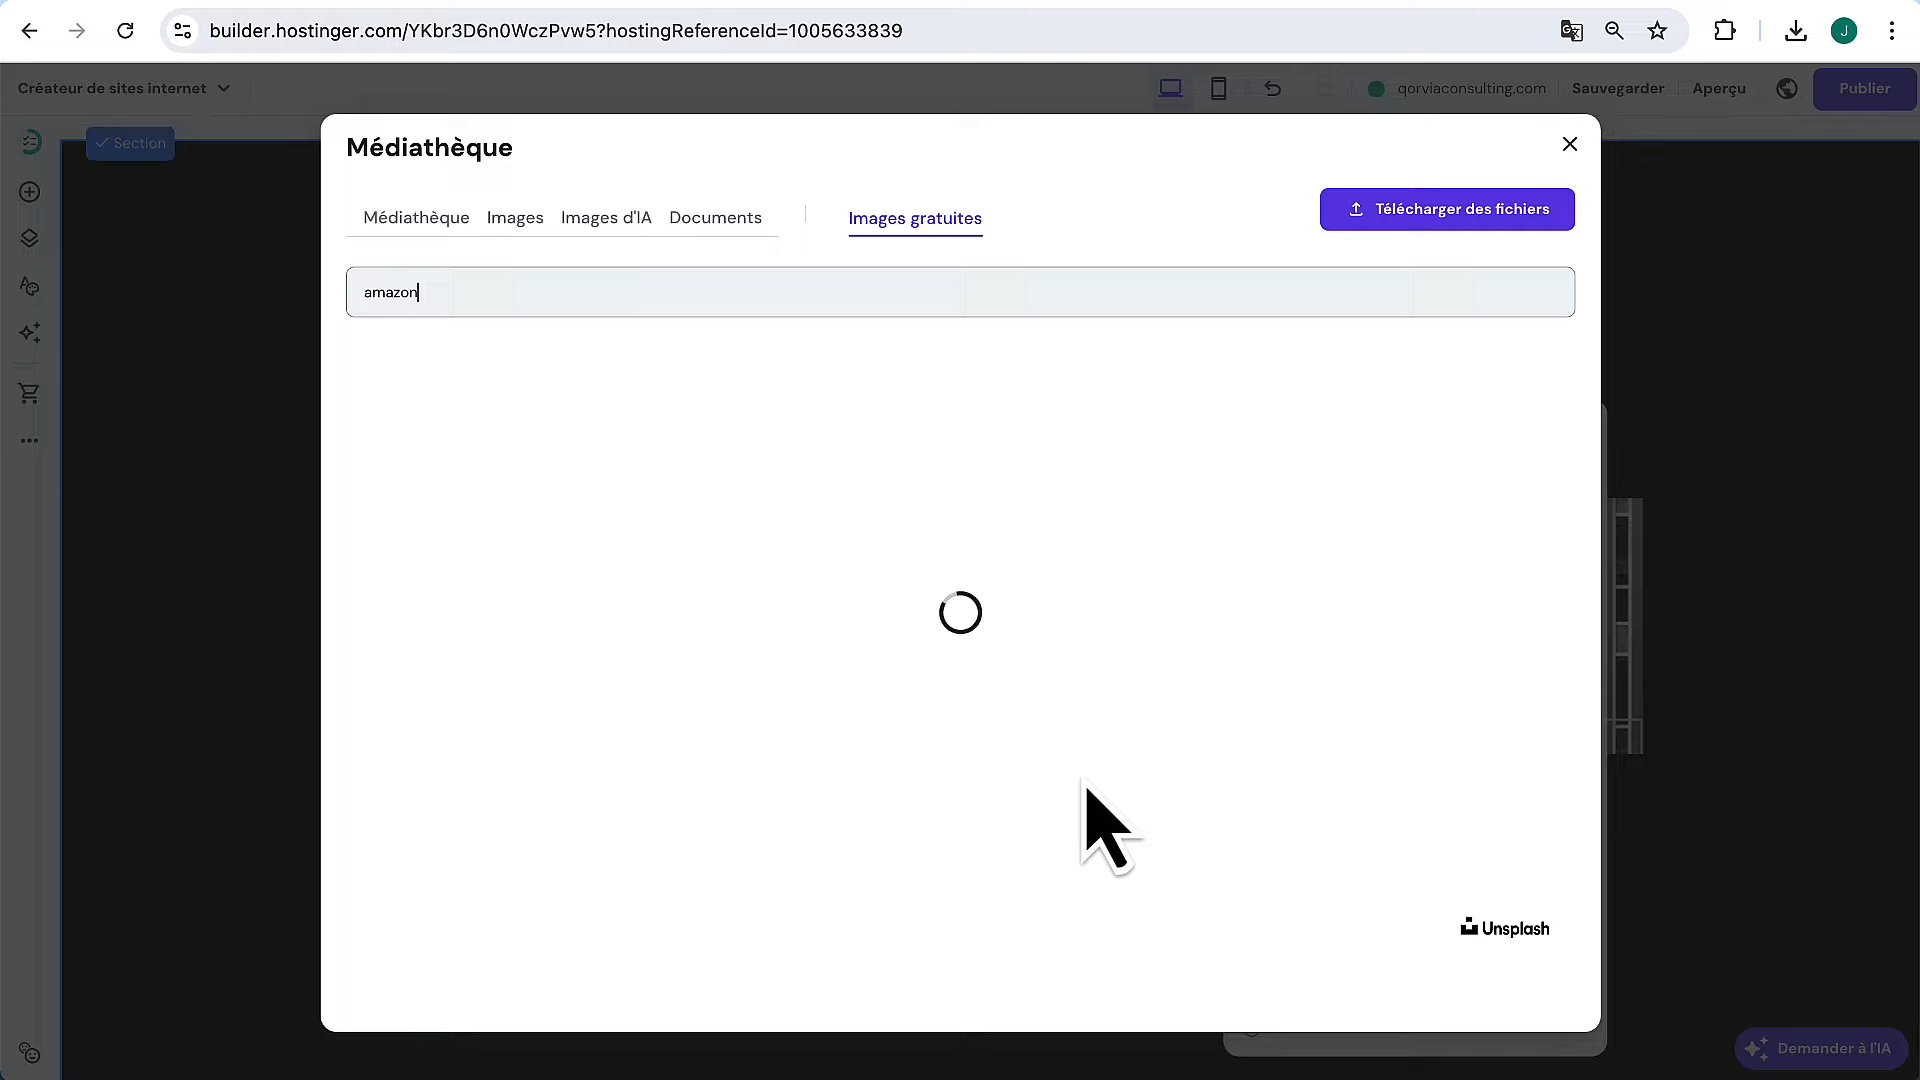 builder.hostinger.com/YKbr3D6n0WczPvw5?hostingReferenceId=1005633839
J
Créateur de sites internet
qorviaconsulting.com
Sauvegarder
Aperçu
Publier
Section
Médiathèque
Médiathèque
Images
Images d'IA
Documents
Images gratuites
Télécharger des fichiers
amazon
Unsplash
Demander à l'IA